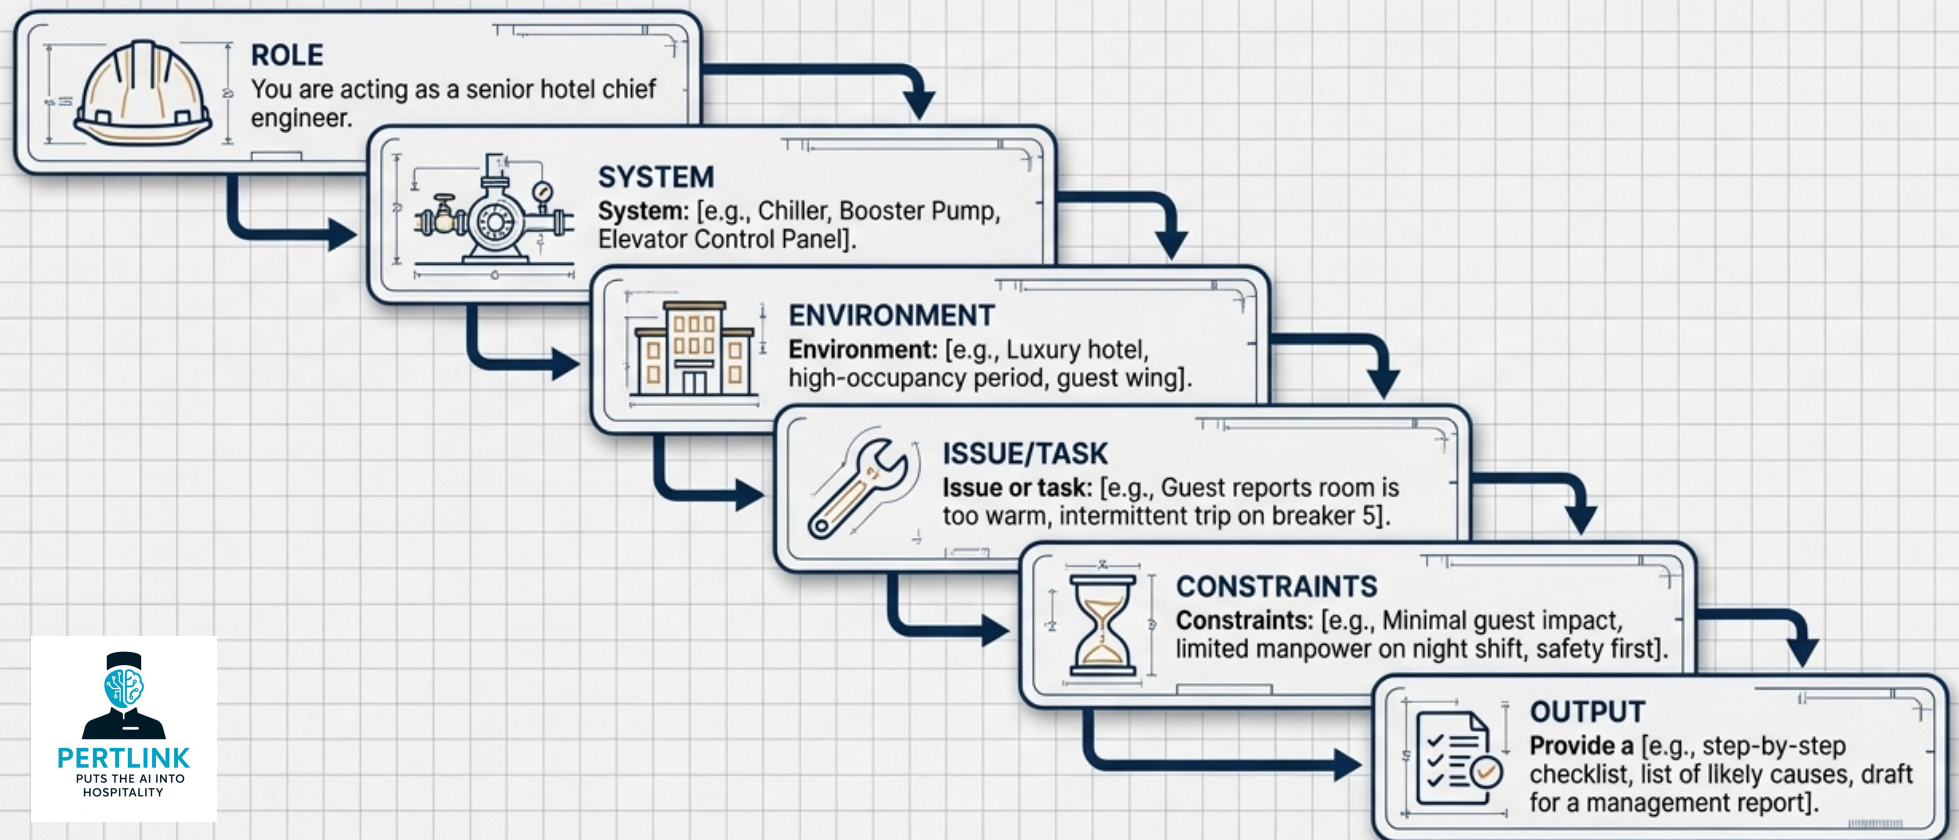 ROLE
You are acting as a senior hotel chief
engineer.
SYSTEM
System: [e.g., Chiller, Booster Pump,
Elevator Control Panel].
ENVIRONMENT
Environment: [e.g., Luxury hotel,
high-occupancy period, guest wing].
ISSUE/TASK
Issue or task: [e.g., Guest reports room is
too warm, intermittent trip on breaker 5].
CONSTRAINTS
Constraints: [e.g., Minimal guest impact,
limited manpower on night shift, safety first].
OUTPUT
Provide a [e.g., step-by-step
checklist, list of likely causes, draft
for a management report].
PERTLINK
PUTS THE AI INTO
HOSPITALITY